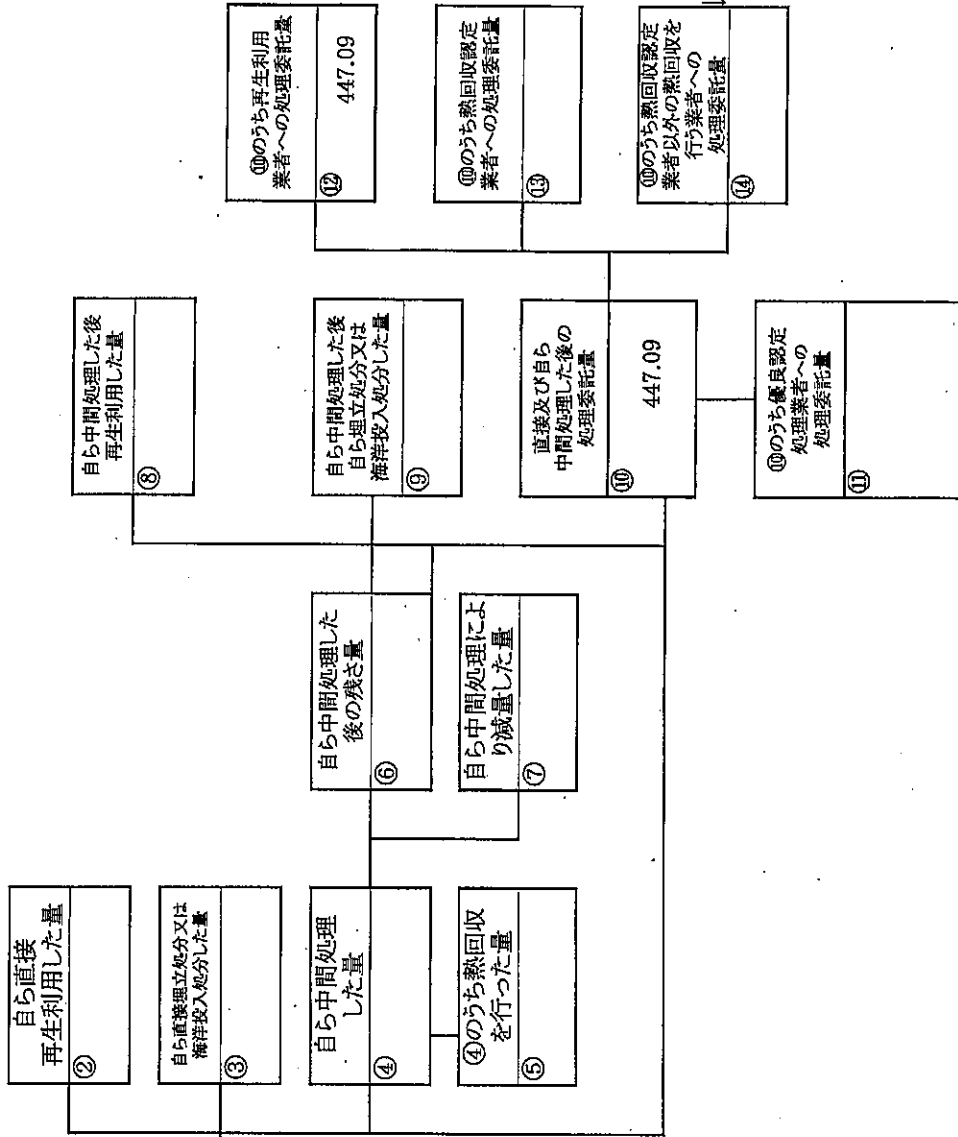 自ら直接
再生利用した量
②
自ら直接埋立処分又は
海洋投入処分した量
③
自ら中間処理
した量
④
④のうち熱回収
を行った量
⑤
自ら中間処理した
後の残さ量
⑥
自ら中間処理によ
り減量した量
⑦
自ら中間処理した後
再生利用した量
⑧
自ら中間処理した後
自ら埋立処分又は
海洋投入処分した量
⑨
直接及び自ら
中間処理した後の
処理委託量
⑩
447.09
⑩のうち優良認定
処理業者への
処理委託量
⑪
⑩のうち再生利用
業者への処理委託量
⑫
447.09
⑩のうち熱回収認定
業者への処理委託量
⑬
⑩のうち熱回収認定
業者以外の熱回収を
行う業者への
処理委託量
⑭